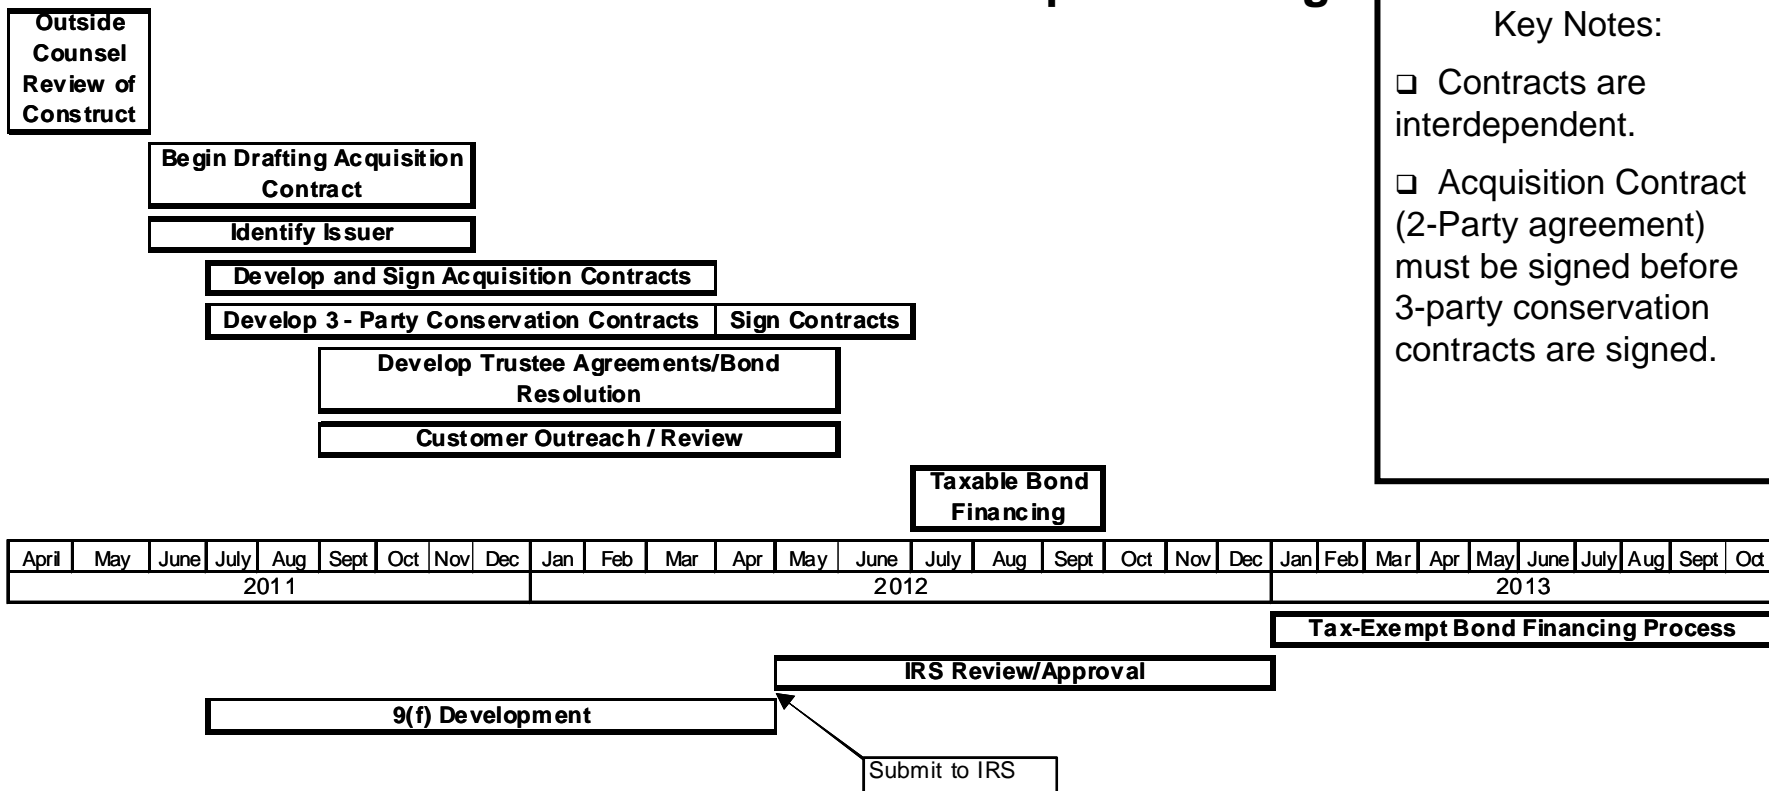 Outside
Counsel
Review of
Construct
Begin Drafting Acquisition
Contract
Identify Issuer
Develop and Sign Acquisition Contracts
Develop 3 - Party Conservation Contracts
Sign Contracts
Develop Trustee Agreements/Bond
Resolution
Customer Outreach / Review
Taxable Bond
Financing
Key Notes:
❑ Contracts are
interdependent.
❑ Acquisition Contract
(2-Party agreement)
must be signed before
3-party conservation
contracts are signed.
April May June July Aug Sept Oct Nov Dec Jan Feb Mar Apr May June July Aug Sept Oct Nov Dec Jan Feb Mar Apr May June July Aug Sept Oct
2011 2012 2013
Tax-Exempt Bond Financing Process
IRS Review/Approval
9(f) Development
Submit to IRS